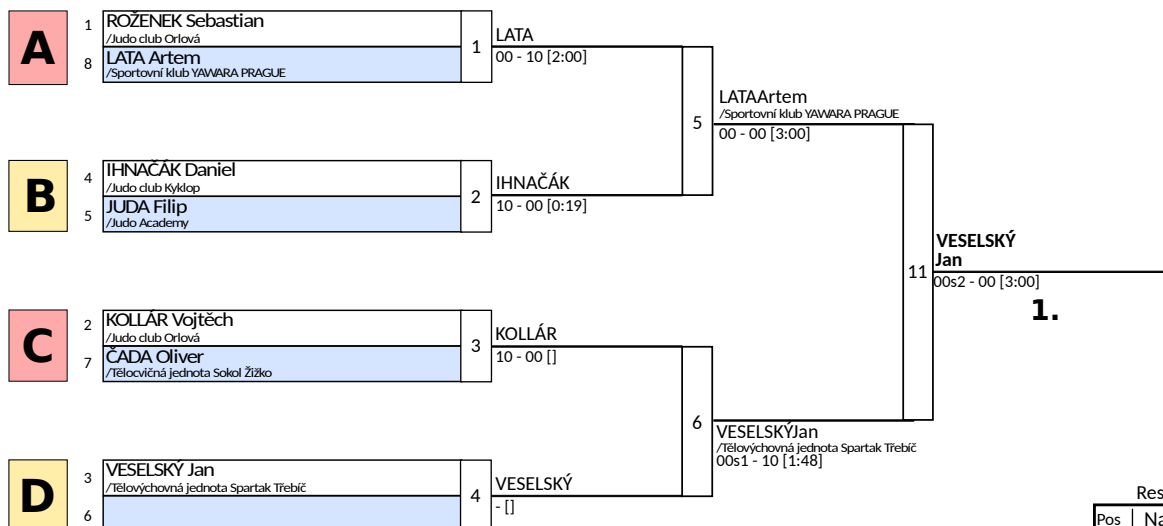 A
1 ROŽENEK Sebastian
/Judo club Orlová
8 LATA Artem
/Sportovní klub YAWARA PRAGUE
1
LATA
00 - 10 [2:00]
B
4 IHNAČÁK Daniel
/Judo club Kyklop
5 JUDA Filip
/Judo Academy
2
IHNAČÁK
10 - 00 [0:19]
5
LATAArtem
/Sportovní klub YAWARA PRAGUE
00 - 00 [3:00]
C
2 KOLLÁR Vojtěch
/Judo club Orlová
7 ČADA Oliver
/Tělocvičná jednota Sokol Žižko
3
KOLLÁR
10 - 00 []
D
3 VESELSKÝ Jan
/Tělovýchovná jednota Spartak Třebíč
6
4
VESELSKÝ
- []
6
VESELSKÝJan
/Tělovýchovná jednota Spartak Třebíč
00s1 - 10 [1:48]
11
VESELSKÝ
Jan
00s2 - 00 [3:00]
1.
Res
Pos Na